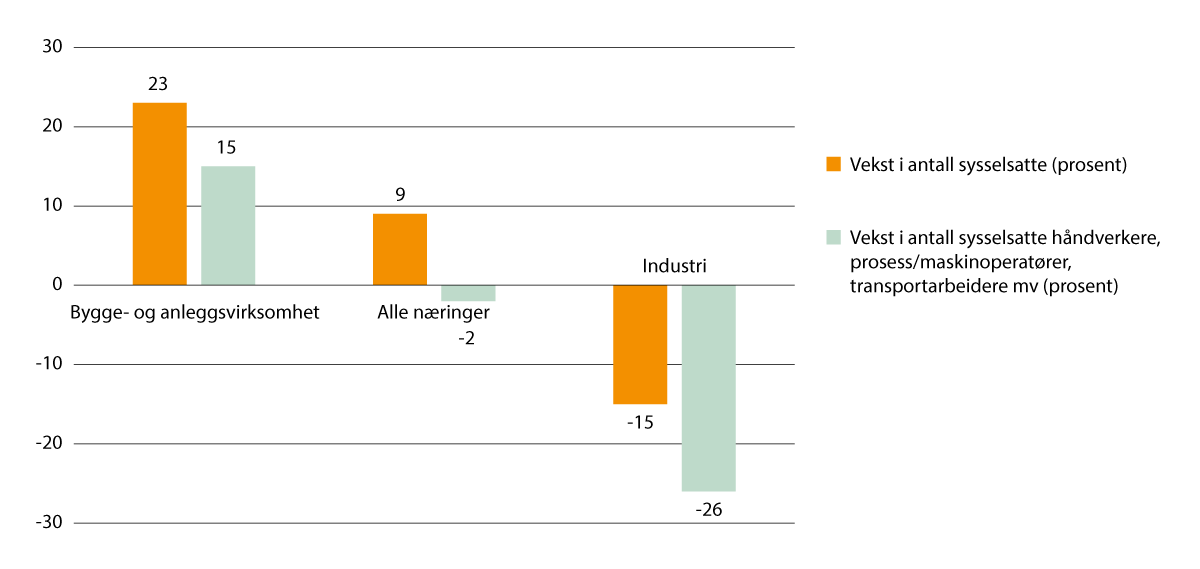 30
20
10
0
-10
-20
-30
23
15
9
-2
-15
-26
Bygge- og anleggsvirksomhet
Alle næringer
Industri
Vekst i antall sysselsatte (prosent)
Vekst i antall sysselsatte håndverkere,
prosess/maskinoperatører,
transportarbeidere mv (prosent)